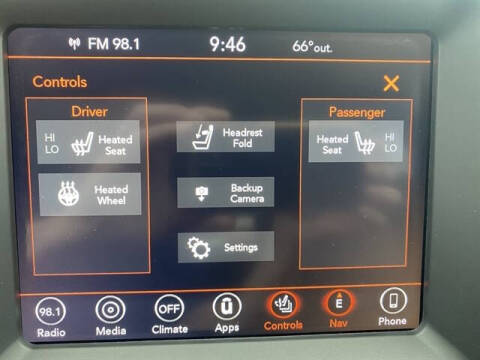 FM 98.1
9:46
66°out.
Controls
Driver
HI
LO
Heated
Seat
Heated
Wheel
Headrest
Fold
Backup
Camera
Settings
Passenger
Heated
Seat
HI
LO
98.1
Radio
Media
OFF
Climate
Apps
Controls
E
Nav
Phone